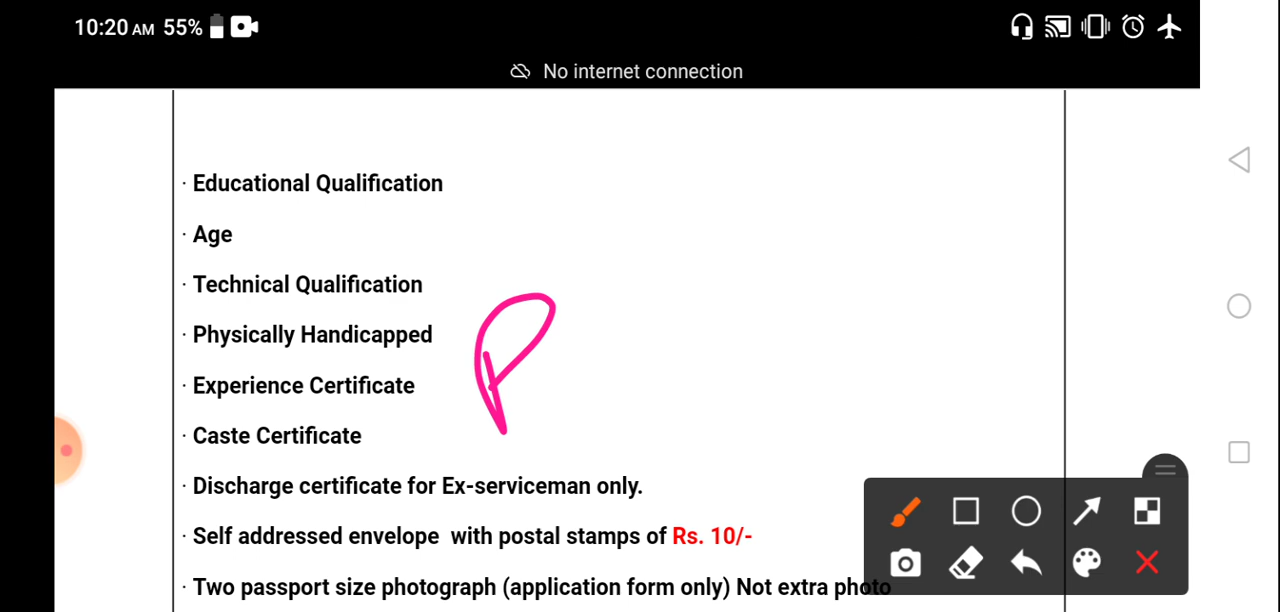 10:20 AM 55%
No internet connection
· Educational Qualification
· Age
· Technical Qualification
· Physically Handicapped
P
· Experience Certificate
· Caste Certificate
· Discharge certificate for Ex-serviceman only.
· Self addressed envelope with postal stamps of Rs. 10/-
· Two passport size photograph (application form only) Not extra photo